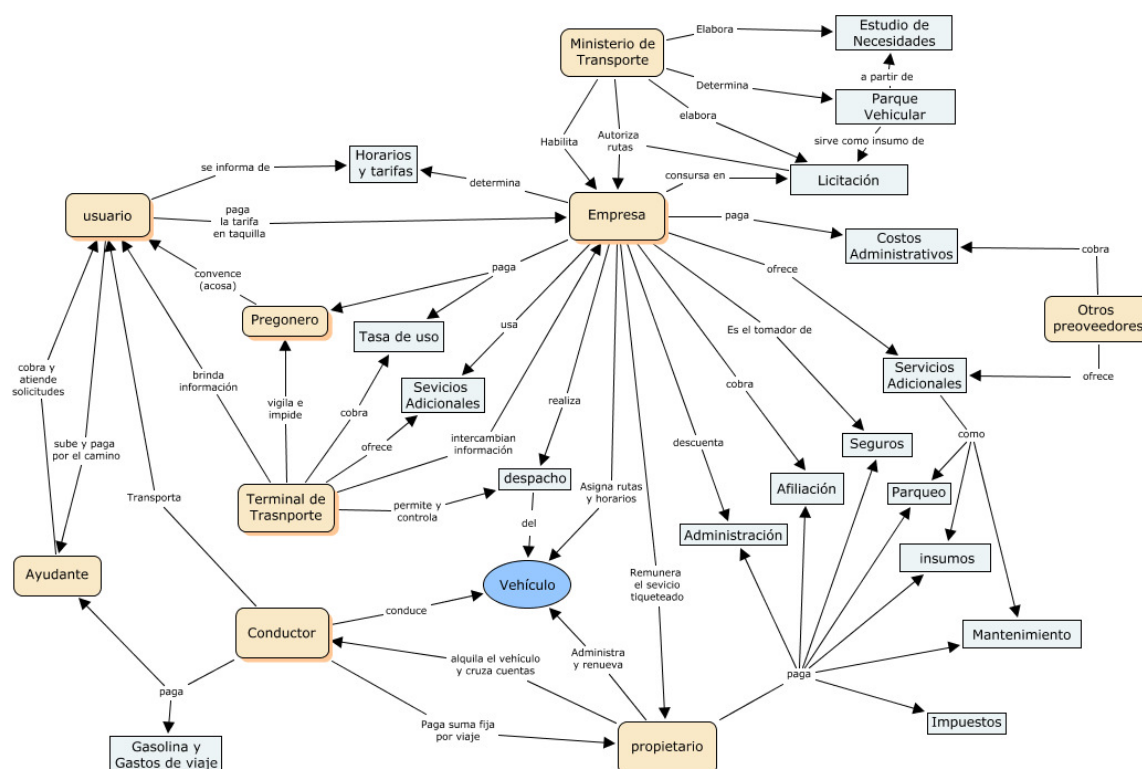 Elabora
Estudio de
Necesidades
Ministerio de
Transporte
Determina
a partir de
Parque
Vehicular
elabora
Habilita
Autoriza
rutas
sirve como insumo de
Horarios
y tarifas
se informa de
determina
consursa en
Licitación
usuario
paga
la tarifa
en taquilla
Empresa
paga
Costos
Administrativos
cobra
convence
(acosa)
paga
ofrece
Pregonero
Tasa de uso
usa
Es el tomador de
Otros
preoveedores
cobra y
atiende
solicitudes
brinda
información
vigila e
impide
cobra
Sevicios
Adicionales
realiza
cobra
Servicios
Adicionales
ofrece
sube y paga
por el camino
ofrece
intercambian
información
descuenta
Seguros
como
Transporta
Terminal de
Trasnporte
permite y
controla
despacho
Asigna rutas
y horarios
Afiliación
Parqueo
del
Administración
insumos
Ayudante
Vehículo
Remunera
el sevicio
tiqueteado
Conductor
conduce
Mantenimiento
alquila el vehículo
y cruza cuentas
Administra
y renueva
paga
paga
Paga suma fija
por viaje
propietario
Impuestos
Gasolina y
Gastos de viaje